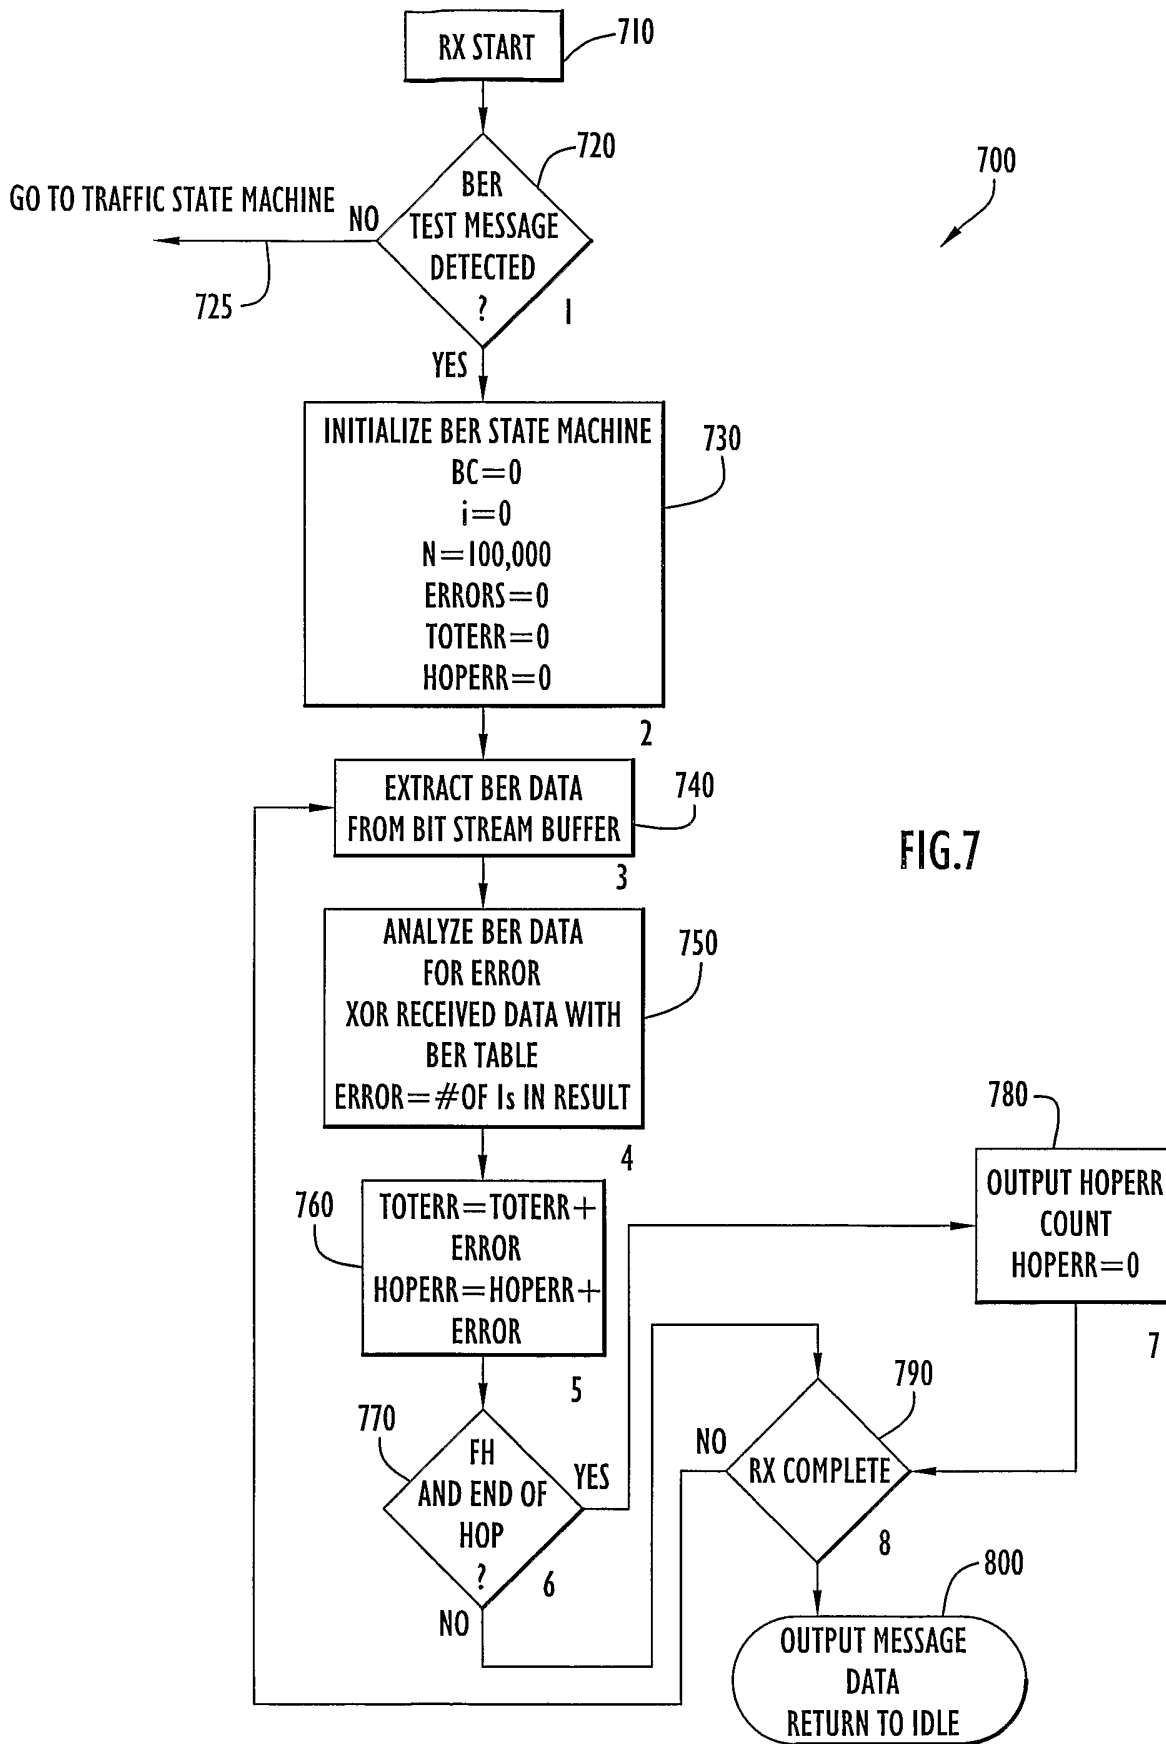 RX START
710
720
BER
TEST MESSAGE
DETECTED
?
1
700
GO TO TRAFFIC STATE MACHINE
NO
725
YES
INITIALIZE BER STATE MACHINE
BC=0
i=0
N=100,000
ERRORS=0
TOTERR=0
HOPERR=0
730
2
EXTRACT BER DATA
FROM BIT STREAM BUFFER
740
3
FIG.7
ANALYZE BER DATA
FOR ERROR
XOR RECEIVED DATA WITH
BER TABLE
ERROR=#OF 1s IN RESULT
750
4
760
TOTERR=TOTERR+
ERROR
HOPERR=HOPERR+
ERROR
5
780
OUTPUT HOPERR
COUNT
HOPERR=0
7
770
FH
AND END OF
HOP
?
YES
6
NO
790
NO
RX COMPLETE
8
800
OUTPUT MESSAGE
DATA
RETURN TO IDLE